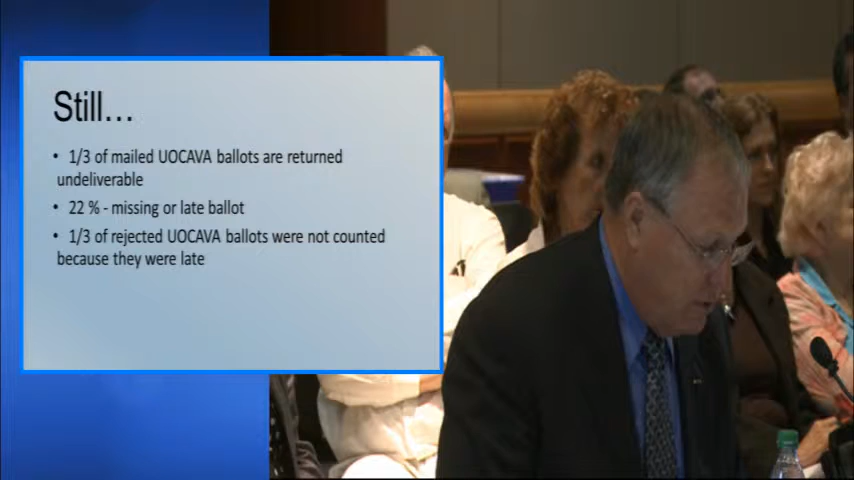 Still...
• 1/3 of mailed UOCAVA ballots are returned
undeliverable
• 22 % - missing or late ballot
• 1/3 of rejected UOCAVA ballots were not counted
because they were late